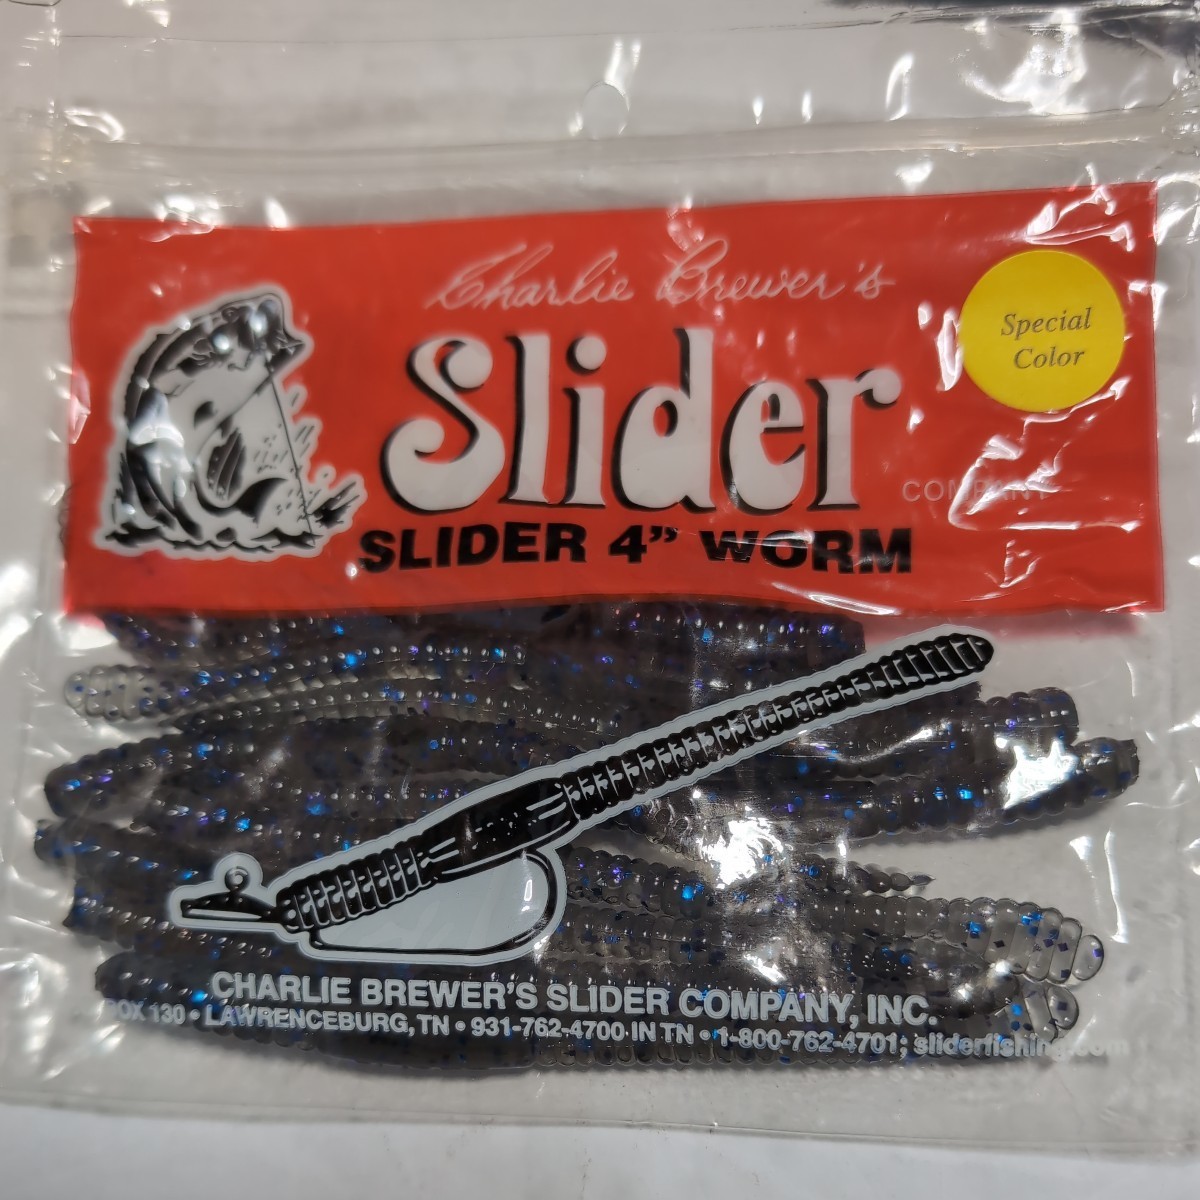 Charlie Brewer's
Slider
COMPANY
SLIDER 4” WORM
Special
Color
CHARLIE BREWER'S SLIDER COMPANY, INC.
BOX 130 • LAWRENCEBURG, TN • 931-762-4700 IN TN • 1-800-762-4701; sliderfishing.com